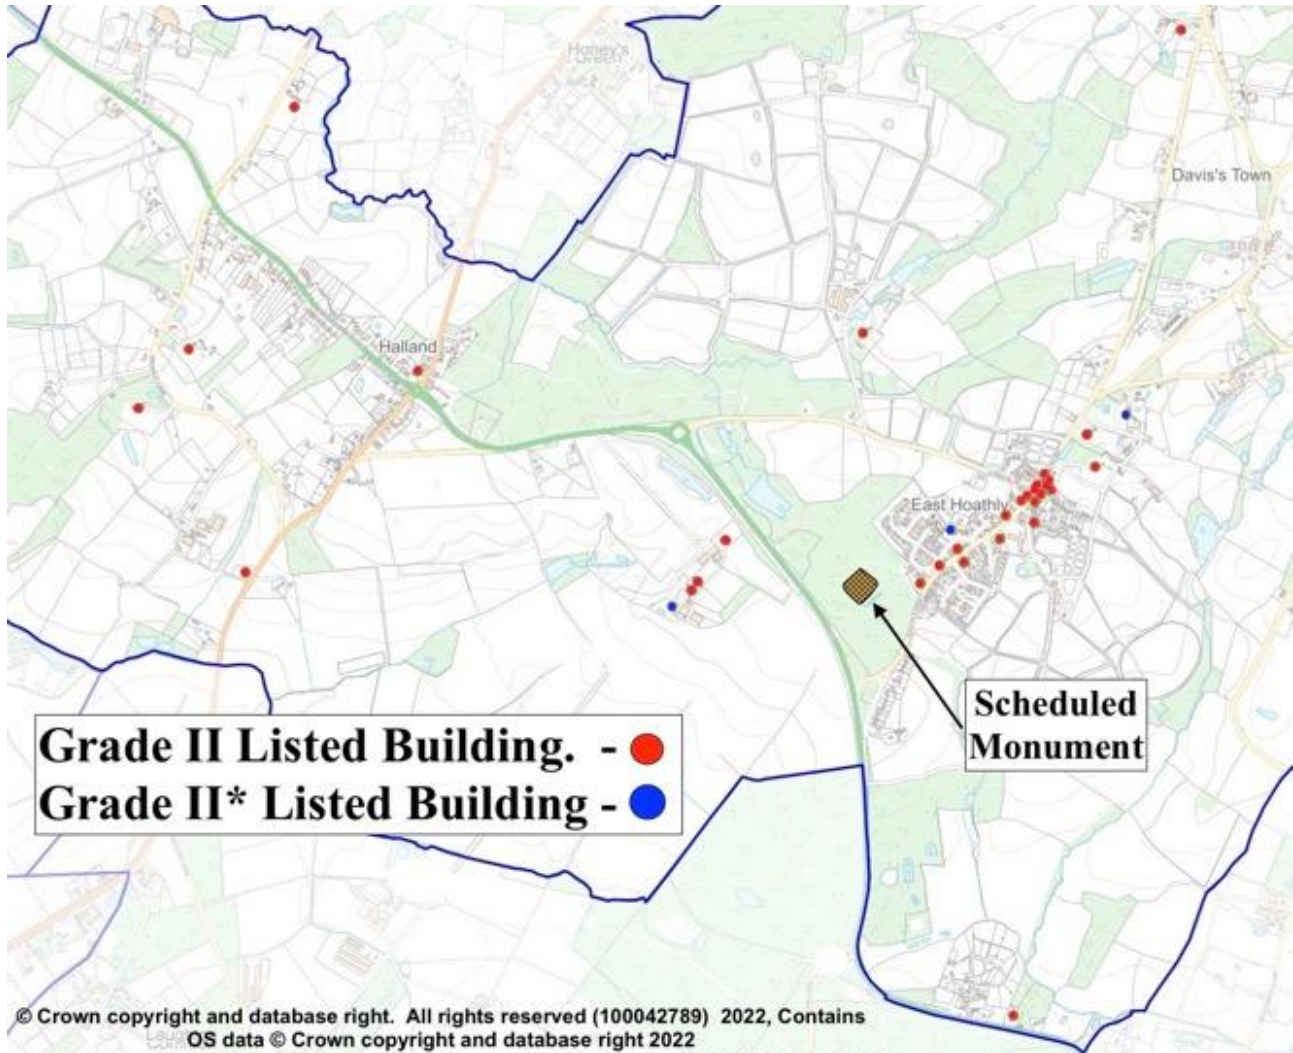 Honey's
Green
Davis's Town
Halland
East Hoathly
Scheduled
Monument
Grade II Listed Building. -
Grade II* Listed Building -
© Crown copyright and database right. All rights reserved (100042789) 2022, Contains
OS data © Crown copyright and database right 2022